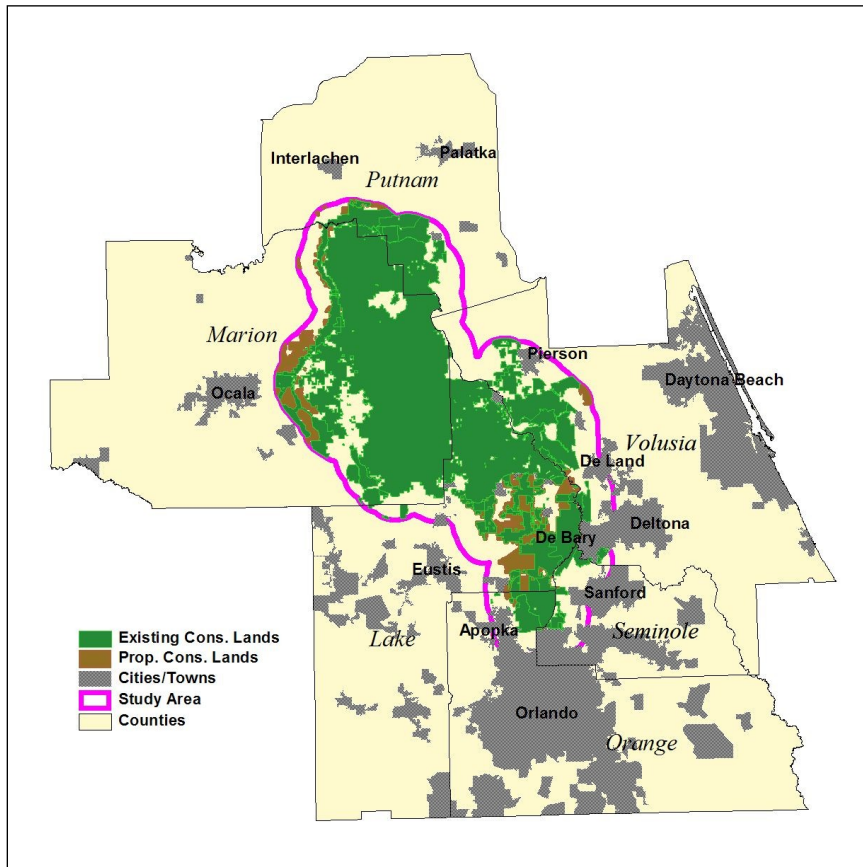 Interlachen
Palatka
Putnam
Marion
Pierson
Daytona Beach
Ocala
Volusia
De Land
Deltona
De Bary
Eustis
Sanford
Existing Cons. Lands
Prop. Cons. Lands
Cities/Towns
Study Area
Counties
Lake
Apopka
Seminole
Orlando
Orange